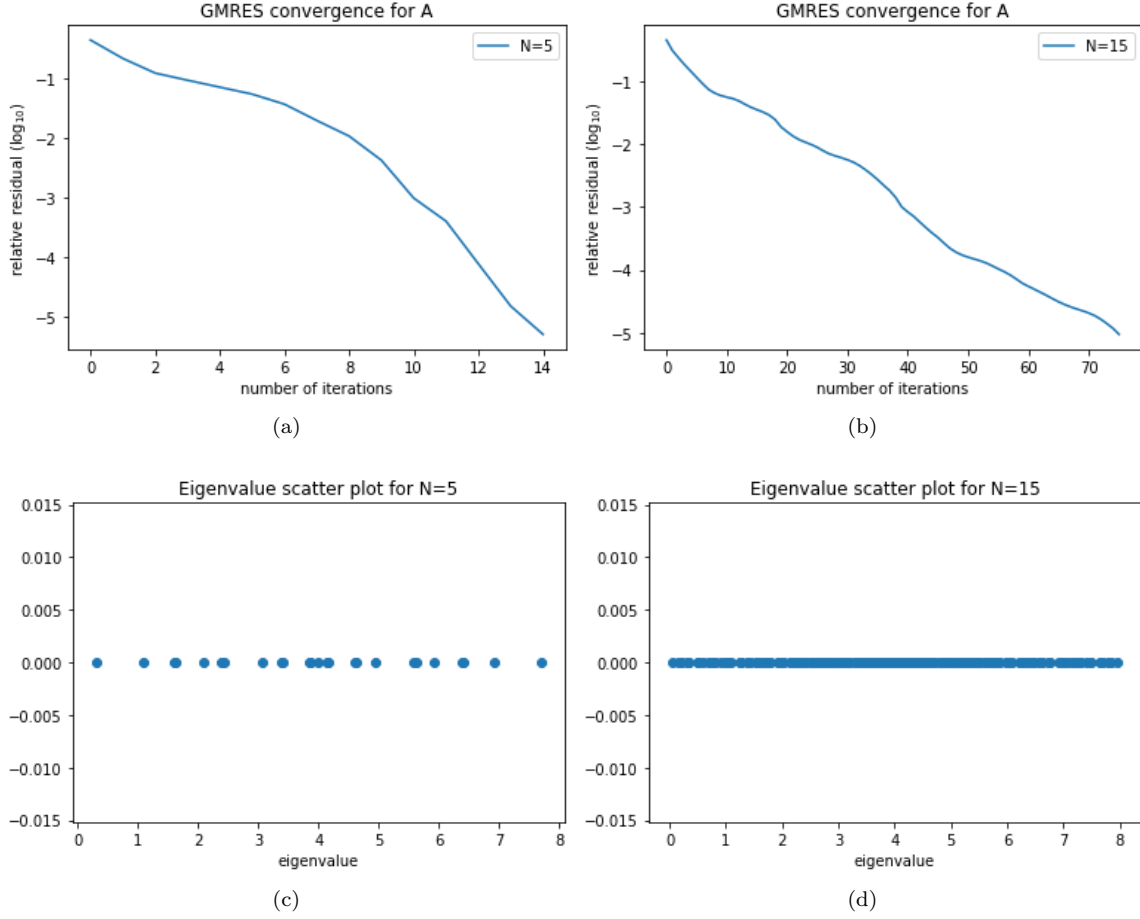 GMRES convergence for A
N=5
relative residual (log₁₀)
−1
−2
−3
−4
−5
0 2 4 6 8 10 12 14
number of iterations
(a)
GMRES convergence for A
N=15
relative residual (log₁₀)
−1
−2
−3
−4
−5
0 10 20 30 40 50 60 70
number of iterations
(b)
Eigenvalue scatter plot for N=5
0.015
0.010
0.005
0.000
−0.005
−0.010
−0.015
0 1 2 3 4 5 6 7 8
eigenvalue
(c)
Eigenvalue scatter plot for N=15
0.015
0.010
0.005
0.000
−0.005
−0.010
−0.015
0 1 2 3 4 5 6 7 8
eigenvalue
(d)